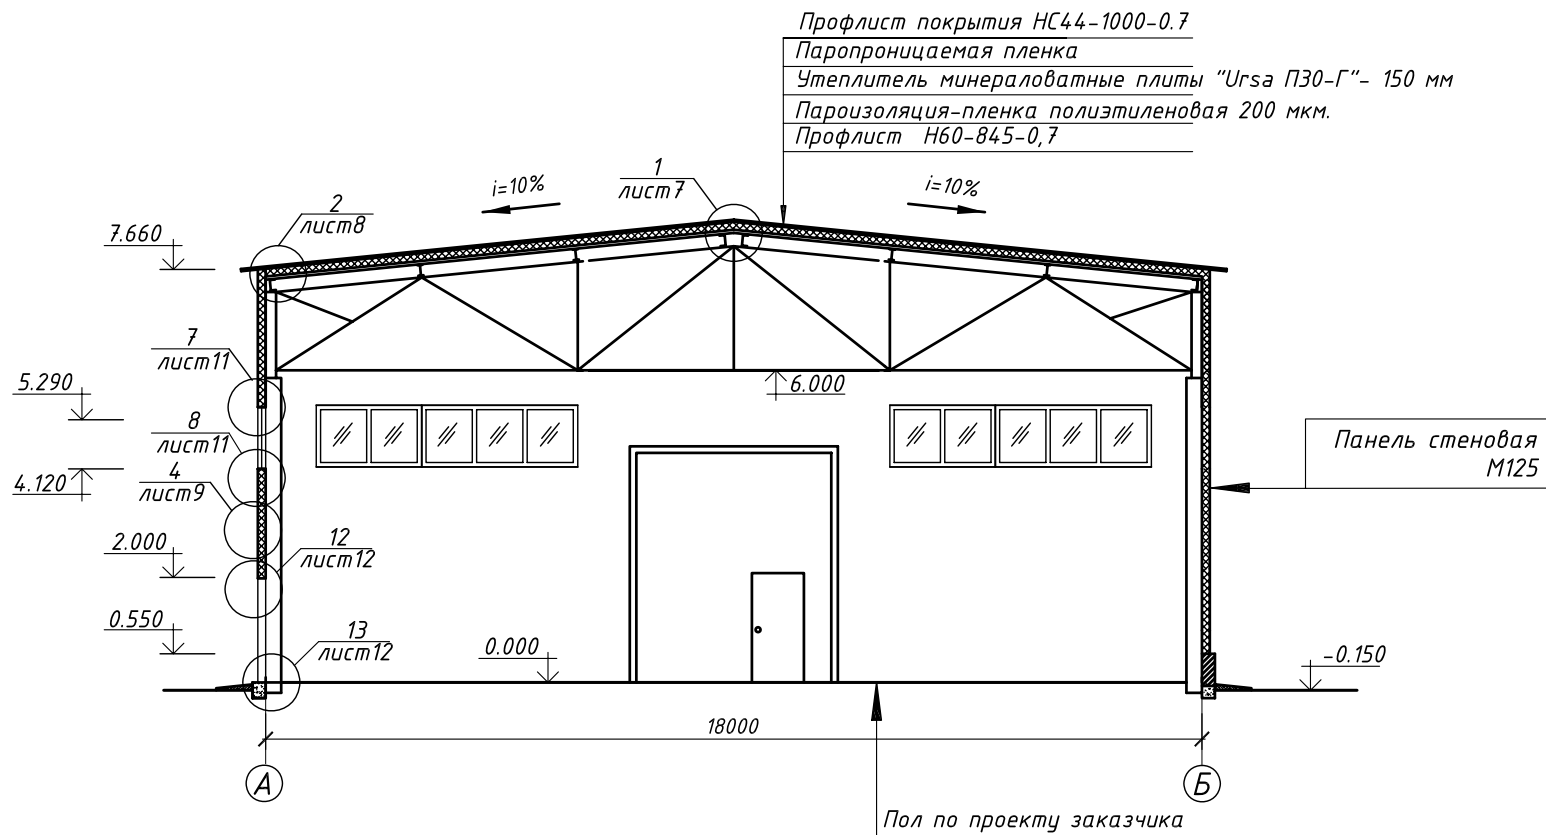 Профлист покрытия НС44-1000-0.7
Паропроницаемая пленка
Утеплитель минераловатные плиты "Ursa П30-Г"- 150 мм
Пароизоляция-пленка полиэтиленовая 200 мкм.
Профлист Н60-845-0,7
1
лист7
i=10%
i=10%
2
лист8
7.660
7
лист11
5.290
6.000
8
лист11
Панель стеновая
М125
4
лист9
4.120
12
лист12
2.000
0.550
13
лист12
0.000
-0.150
18000
А
Б
Пол по проекту заказчика